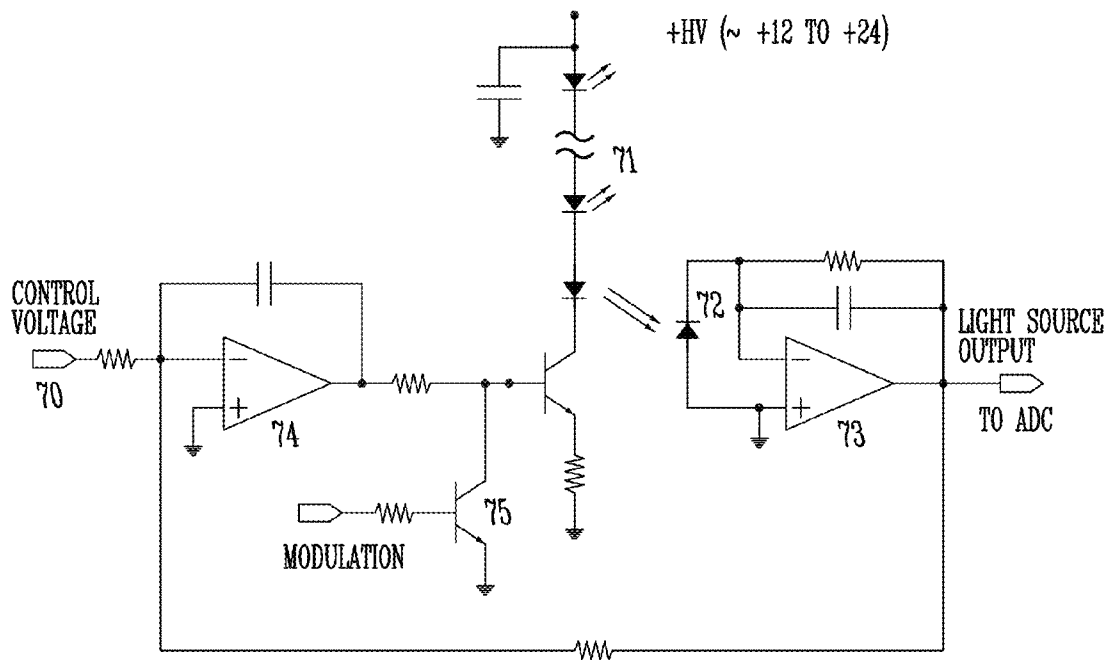 +HV (~ +12 TO +24)
71
CONTROL
VOLTAGE
70
74
72
73
LIGHT SOURCE
OUTPUT
TO ADC
75
MODULATION